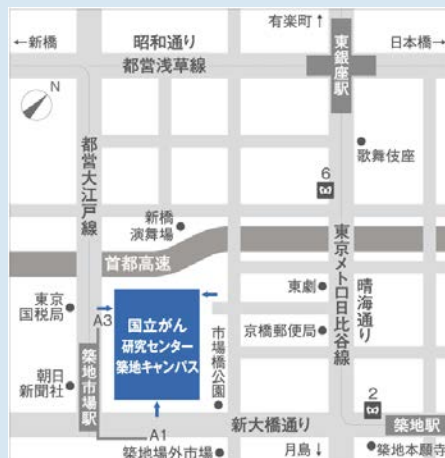 有楽町↑
←新橋
昭和通り
日本橋→
都営浅草線
東銀座駅
N
都営大江戸線
歌舞伎座
6
新橋
演舞場
首都高速
東京メトロ日比谷線
晴海通り
東劇
東京
国税局
A3
国立がん
研究センター
築地キャンパス
市場橋公園
京橋郵便局
築地市場駅
朝日
新聞社
2
新大橋通り
築地駅
A1
築地場外市場
月島↓
築地本願寺